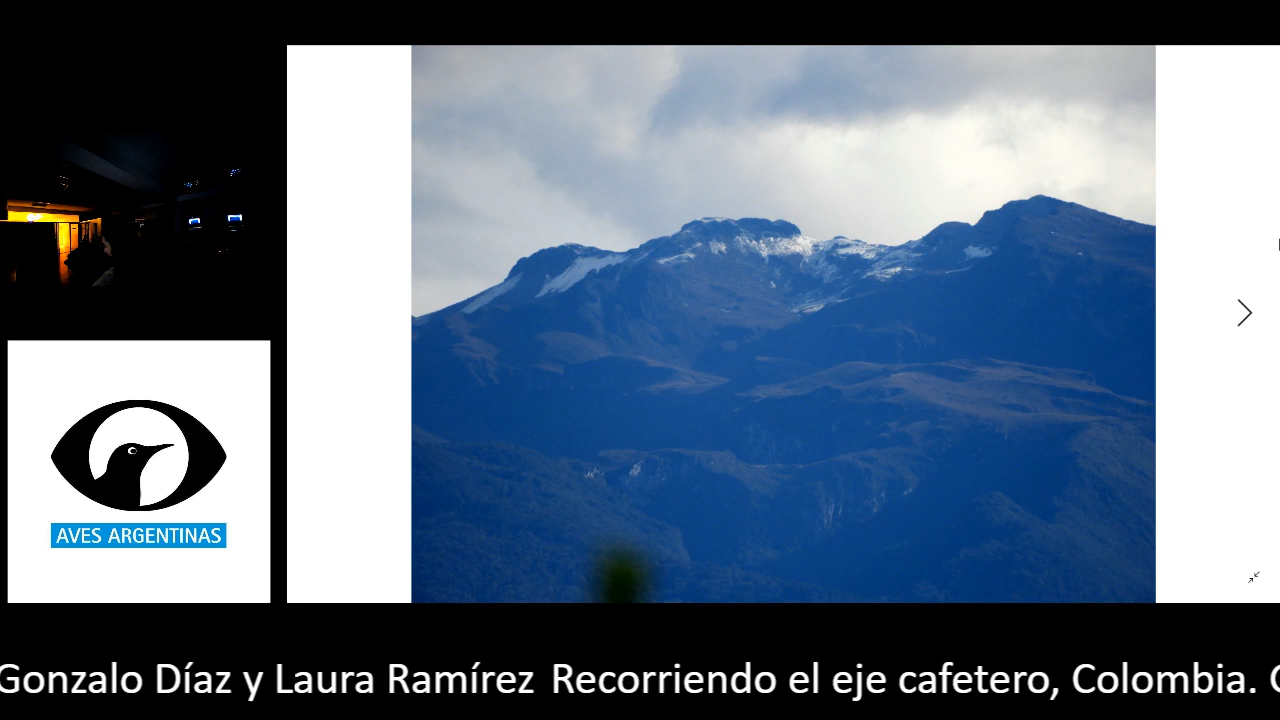 AVES ARGENTINAS
Gonzalo Díaz y Laura Ramírez Recorriendo el eje cafetero, Colombia.